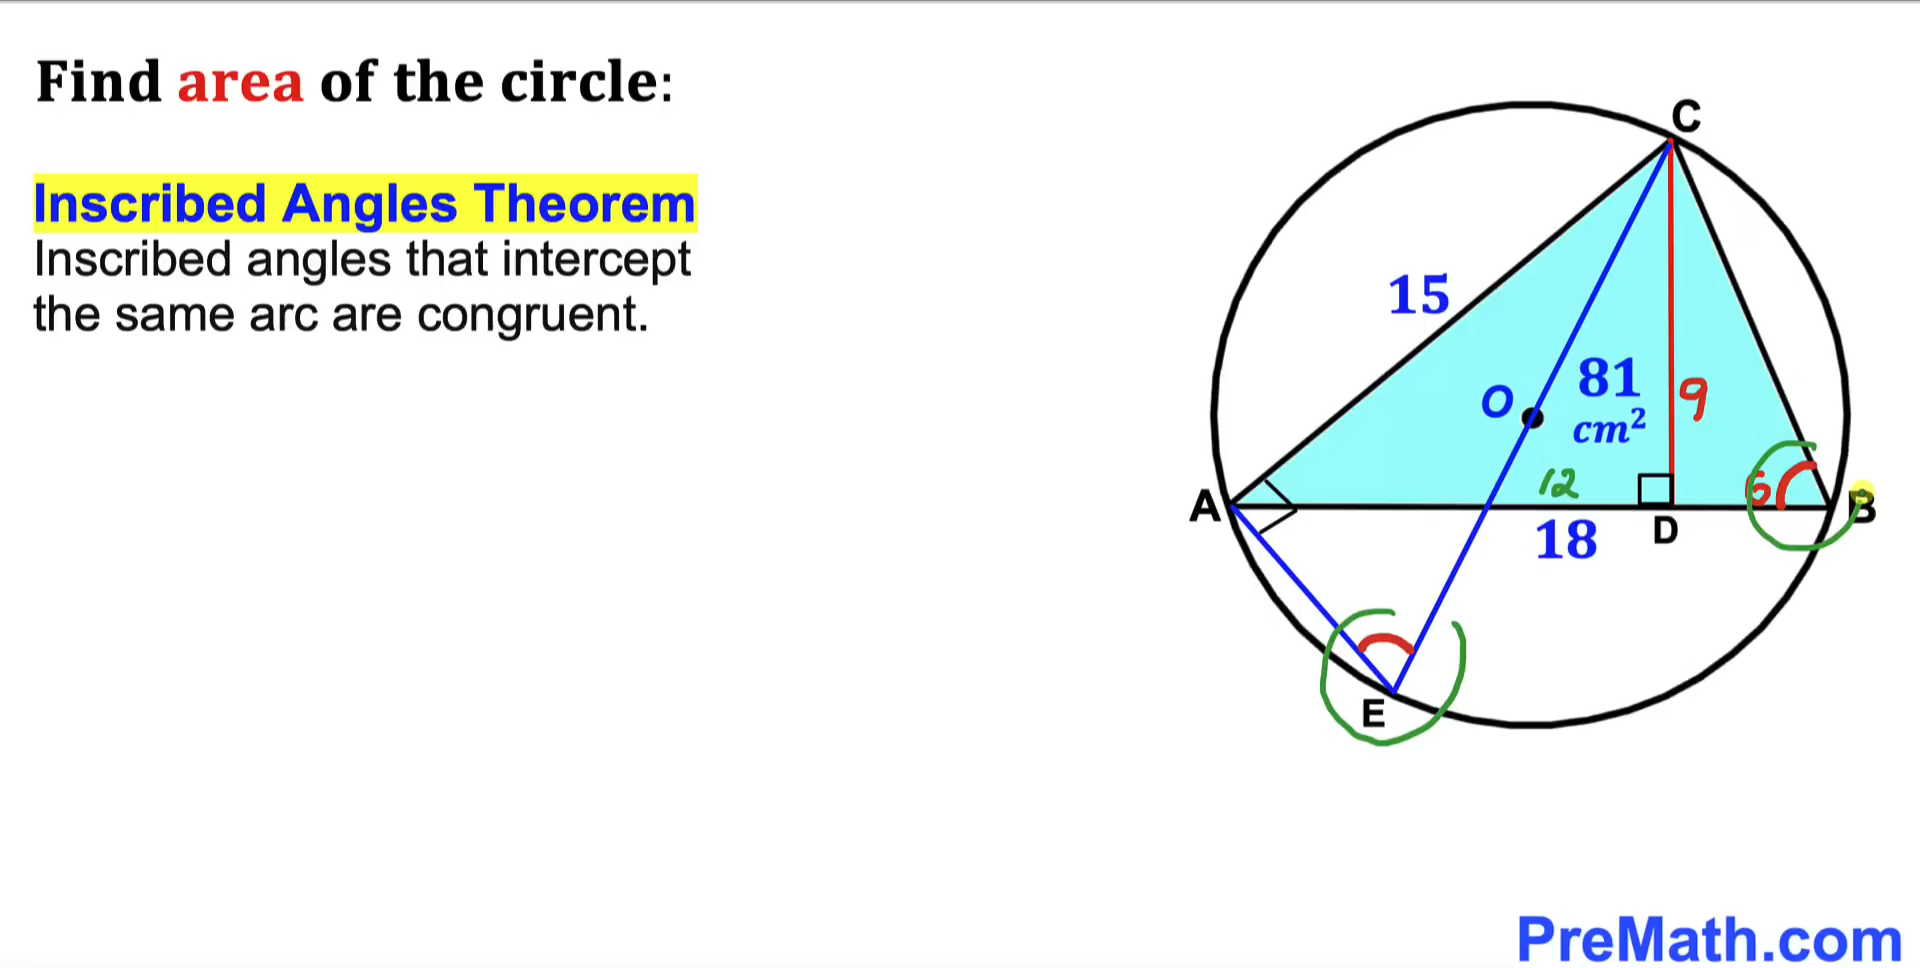 Find area of the circle:
Inscribed Angles Theorem
Inscribed angles that intercept
the same arc are congruent.
C
15
81
9
O
cm²
12
6
A
B
18
D
E
PreMath.com